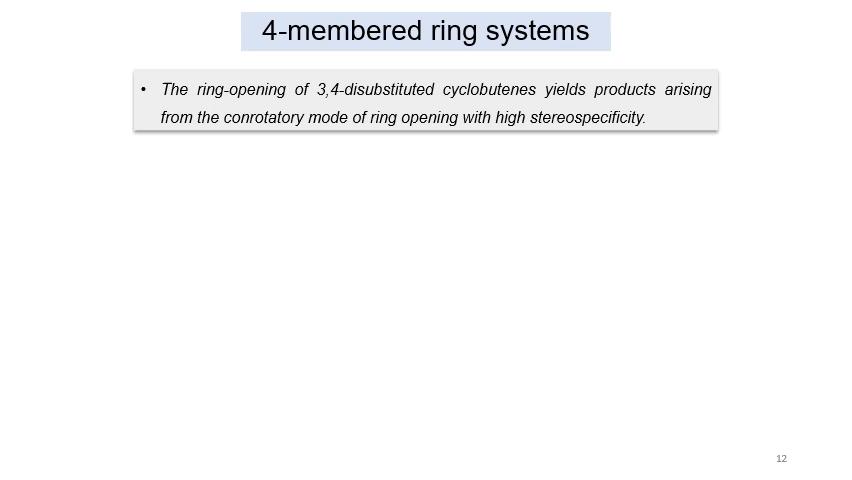 4-membered ring systems
• The ring-opening of 3,4-disubstituted cyclobutenes yields products arising
from the conrotatory mode of ring opening with high stereospecificity.
12